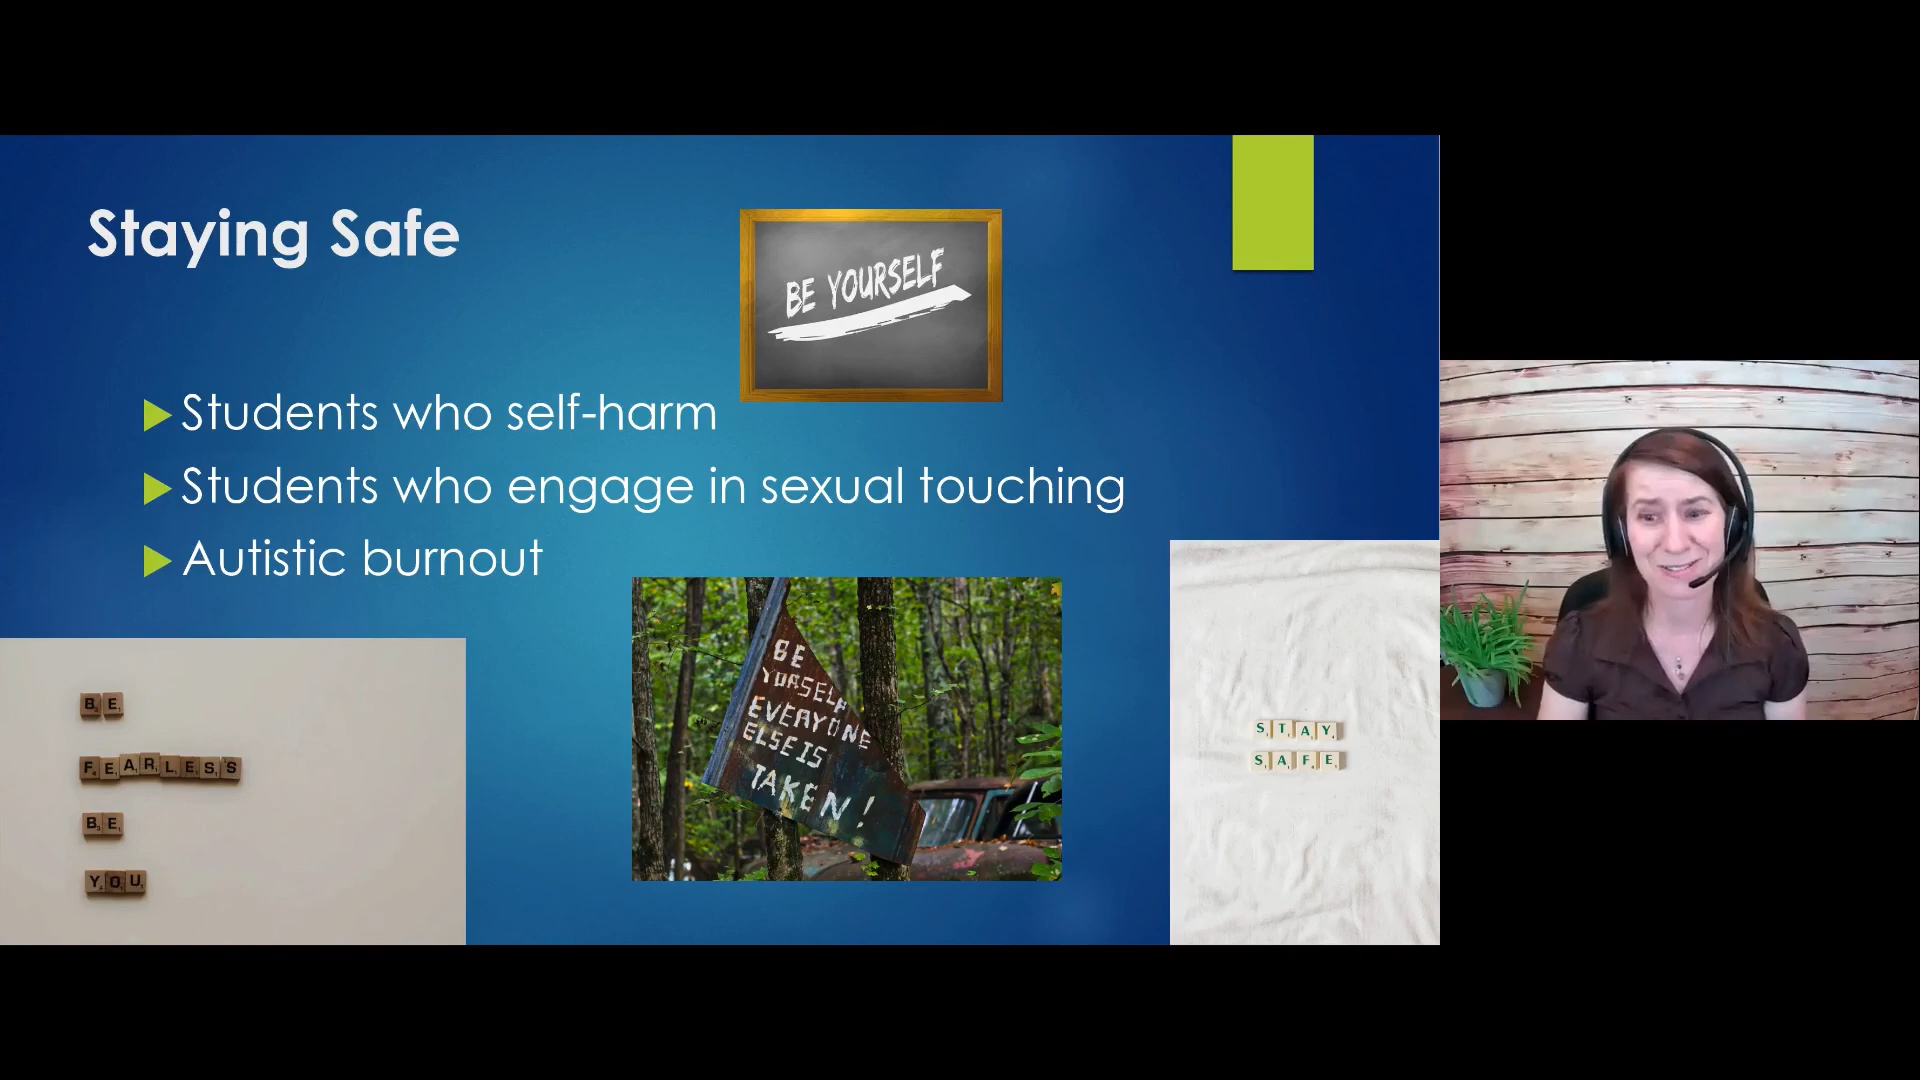 Staying Safe
BE YOURSELF
Students who self-harm
Students who engage in sexual touching
Autistic burnout
BE
FEARLESS
BE
YOU
BE
YORSELF
EVERYONE
ELSE IS
TAKEN!
STAY
SAFE